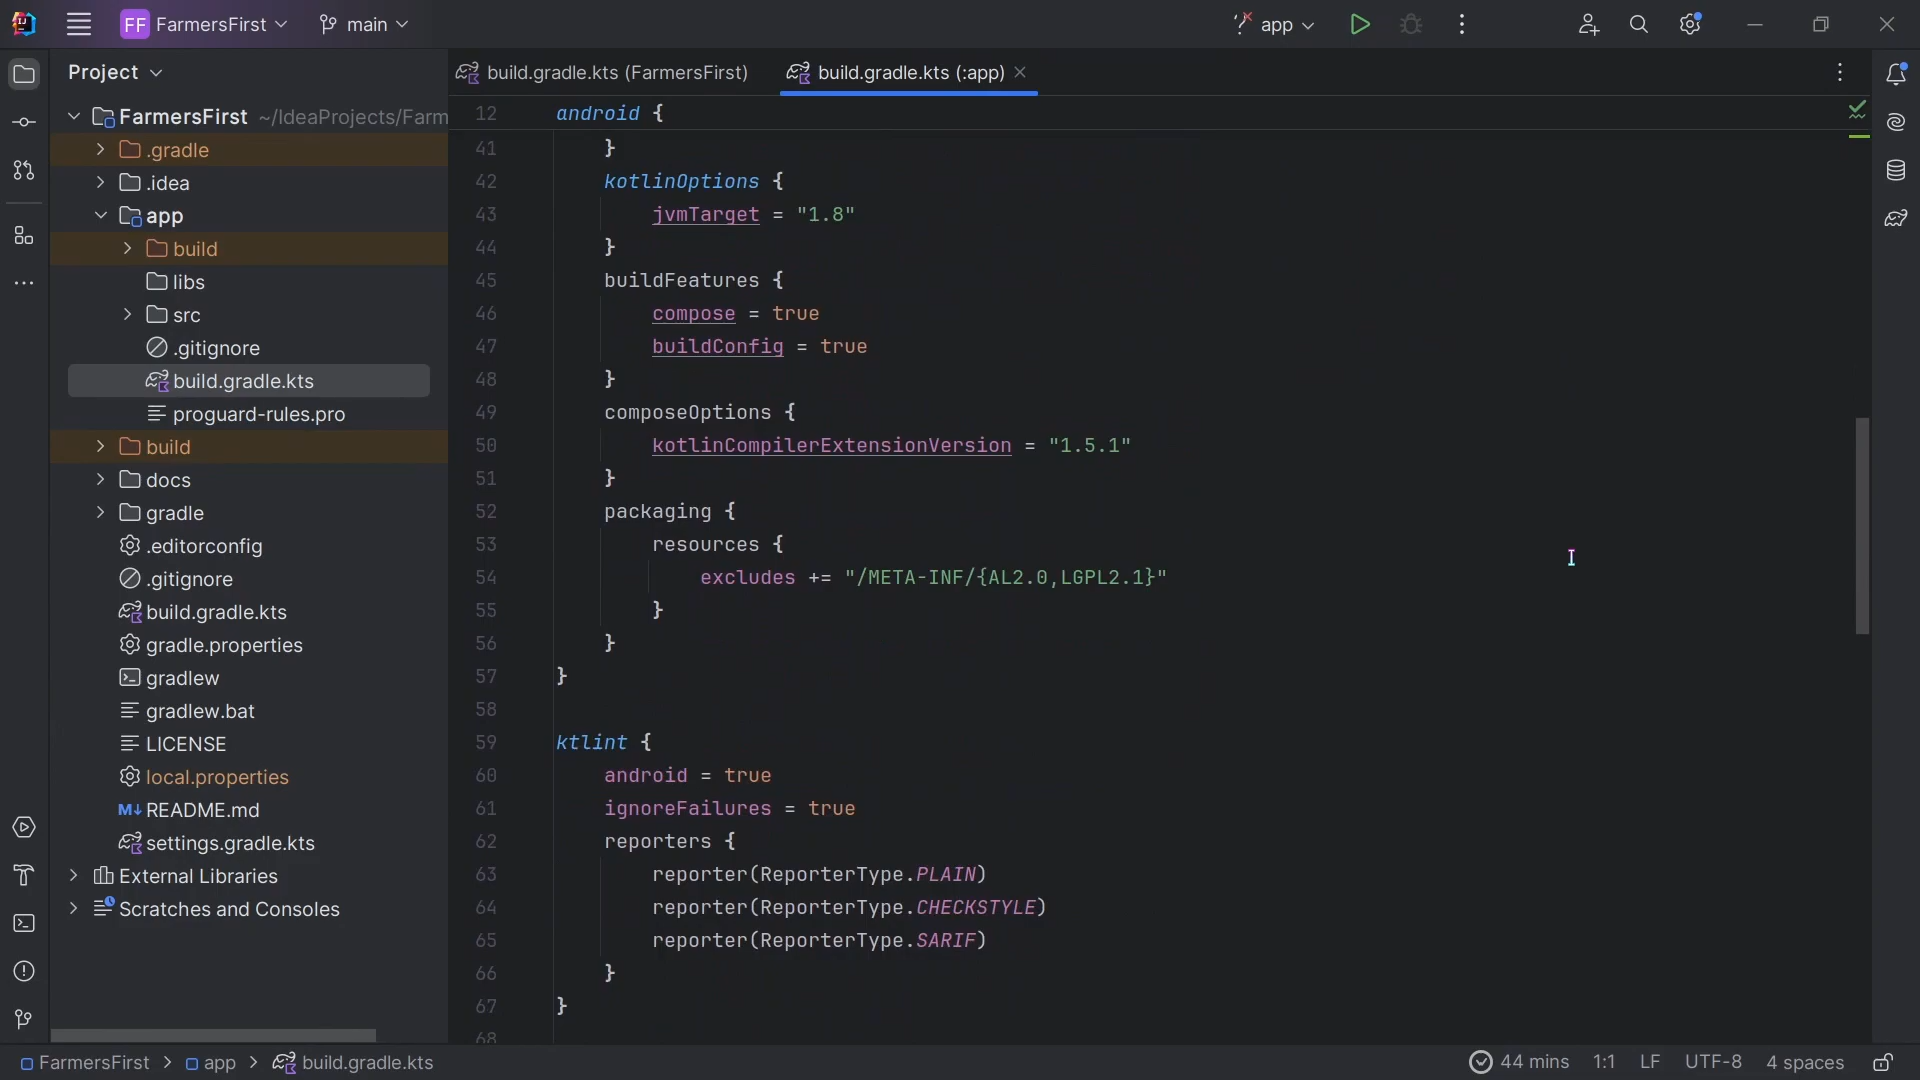 FF FarmersFirst main app
Project
build.gradle.kts (FarmersFirst) build.gradle.kts (:app)
FarmersFirst ~/IdeaProjects/Farm
.gradle
.idea
app
build
libs
src
.gitignore
build.gradle.kts
proguard-rules.pro
build
docs
gradle
.editorconfig
.gitignore
build.gradle.kts
gradle.properties
gradlew
gradlew.bat
LICENSE
local.properties
M↓ README.md
settings.gradle.kts
External Libraries
Scratches and Consoles
12 android {
41 }
42 kotlinOptions {
43 jvmTarget = "1.8"
44 }
45 buildFeatures {
46 compose = true
47 buildConfig = true
48 }
49 composeOptions {
50 kotlinCompilerExtensionVersion = "1.5.1"
51 }
52 packaging {
53 resources {
54 excludes += "/META-INF/{AL2.0,LGPL2.1}"
55 }
56 }
57 }
58
59 ktlint {
60 android = true
61 ignoreFailures = true
62 reporters {
63 reporter(ReporterType.PLAIN)
64 reporter(ReporterType.CHECKSTYLE)
65 reporter(ReporterType.SARIF)
66 }
67 }
68
FarmersFirst > app > build.gradle.kts 44 mins 1:1 LF UTF-8 4 spaces